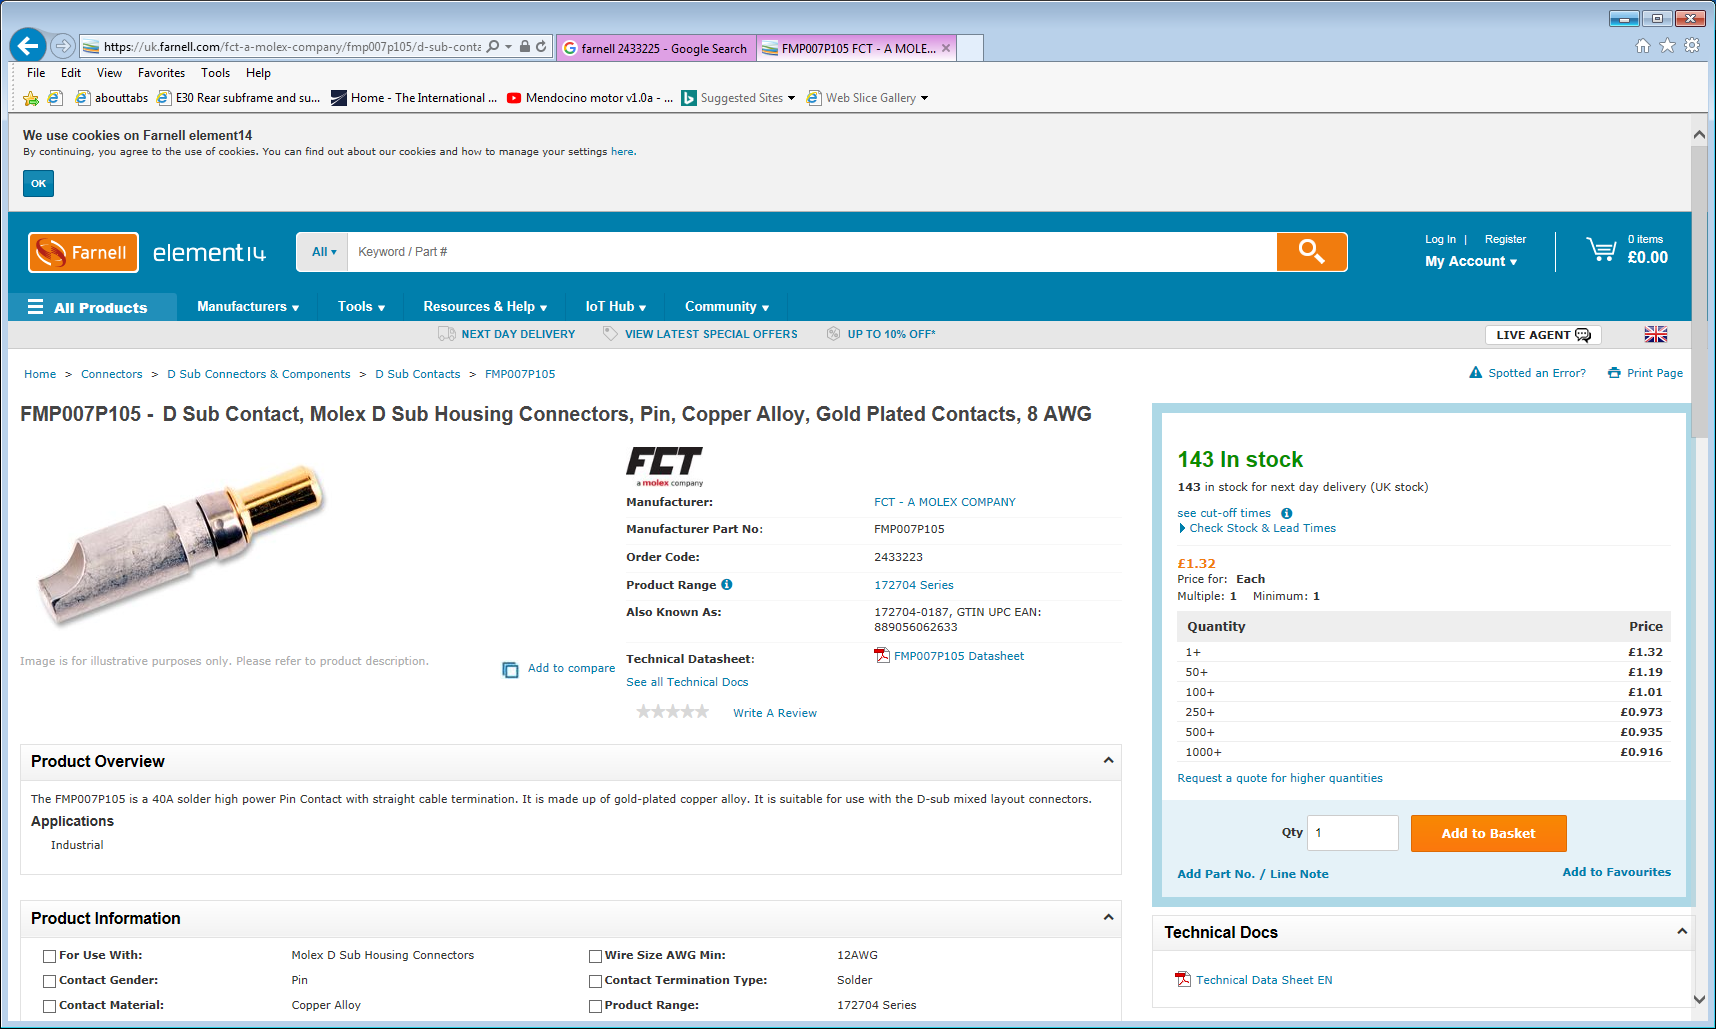 https://uk.farnell.com/fct-a-molex-company/fmp007p105/d-sub-conta
farnell 2433225 - Google Search
FMP007P105 FCT - A MOLE...
File Edit View Favorites Tools Help
abouttabs
E30 Rear subframe and su...
Home - The International ...
Mendocino motor v1.0a - ...
Suggested Sites
Web Slice Gallery
We use cookies on Farnell element14
By continuing, you agree to the use of cookies. You can find out about our cookies and how to manage your settings here.
OK
Farnell element14
All
Keyword / Part #
Log In | Register
My Account
0 items
£0.00
All Products
Manufacturers
Tools
Resources & Help
IoT Hub
Community
NEXT DAY DELIVERY
VIEW LATEST SPECIAL OFFERS
UP TO 10% OFF*
LIVE AGENT
Home > Connectors > D Sub Connectors & Components > D Sub Contacts > FMP007P105
Spotted an Error?
Print Page
FMP007P105 - D Sub Contact, Molex D Sub Housing Connectors, Pin, Copper Alloy, Gold Plated Contacts, 8 AWG
Image is for illustrative purposes only. Please refer to product description.
Add to compare
FCT
a molex company
Manufacturer: FCT - A MOLEX COMPANY
Manufacturer Part No: FMP007P105
Order Code: 2433223
Product Range 172704 Series
Also Known As: 172704-0187, GTIN UPC EAN:
889056062633
Technical Datasheet: FMP007P105 Datasheet
See all Technical Docs
Write A Review
143 In stock
143 in stock for next day delivery (UK stock)
see cut-off times
Check Stock & Lead Times
£1.32
Price for: Each
Multiple: 1 Minimum: 1
Quantity Price
1+ £1.32
50+ £1.19
100+ £1.01
250+ £0.973
500+ £0.935
1000+ £0.916
Request a quote for higher quantities
Qty 1 Add to Basket
Add Part No. / Line Note
Add to Favourites
Product Overview
The FMP007P105 is a 40A solder high power Pin Contact with straight cable termination. It is made up of gold-plated copper alloy. It is suitable for use with the D-sub mixed layout connectors.
Applications
Industrial
Product Information
For Use With: Molex D Sub Housing Connectors
Wire Size AWG Min: 12AWG
Contact Gender: Pin
Contact Termination Type: Solder
Contact Material: Copper Alloy
Product Range: 172704 Series
Technical Docs
Technical Data Sheet EN